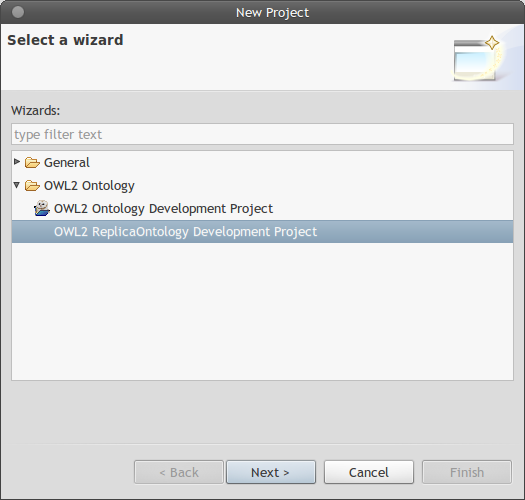 New Project
Select a wizard
Wizards:
type filter text
General
OWL2 Ontology
OWL2 Ontology Development Project
OWL2 ReplicaOntology Development Project
< Back
Next >
Cancel
Finish